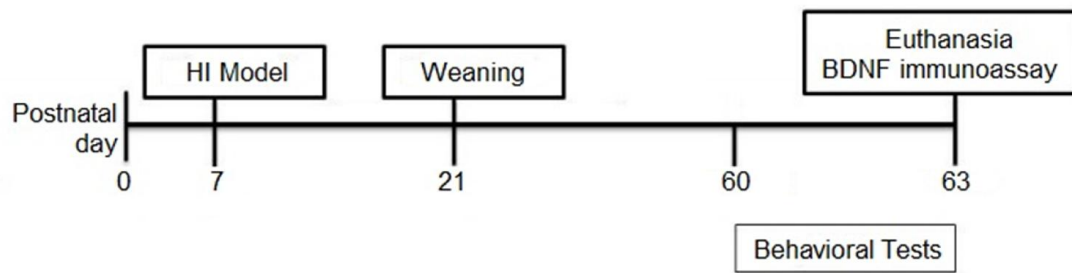 Euthanasia
BDNF immunoassay
HI Model
Weaning
Postnatal
day
0
7
21
60
63
Behavioral Tests